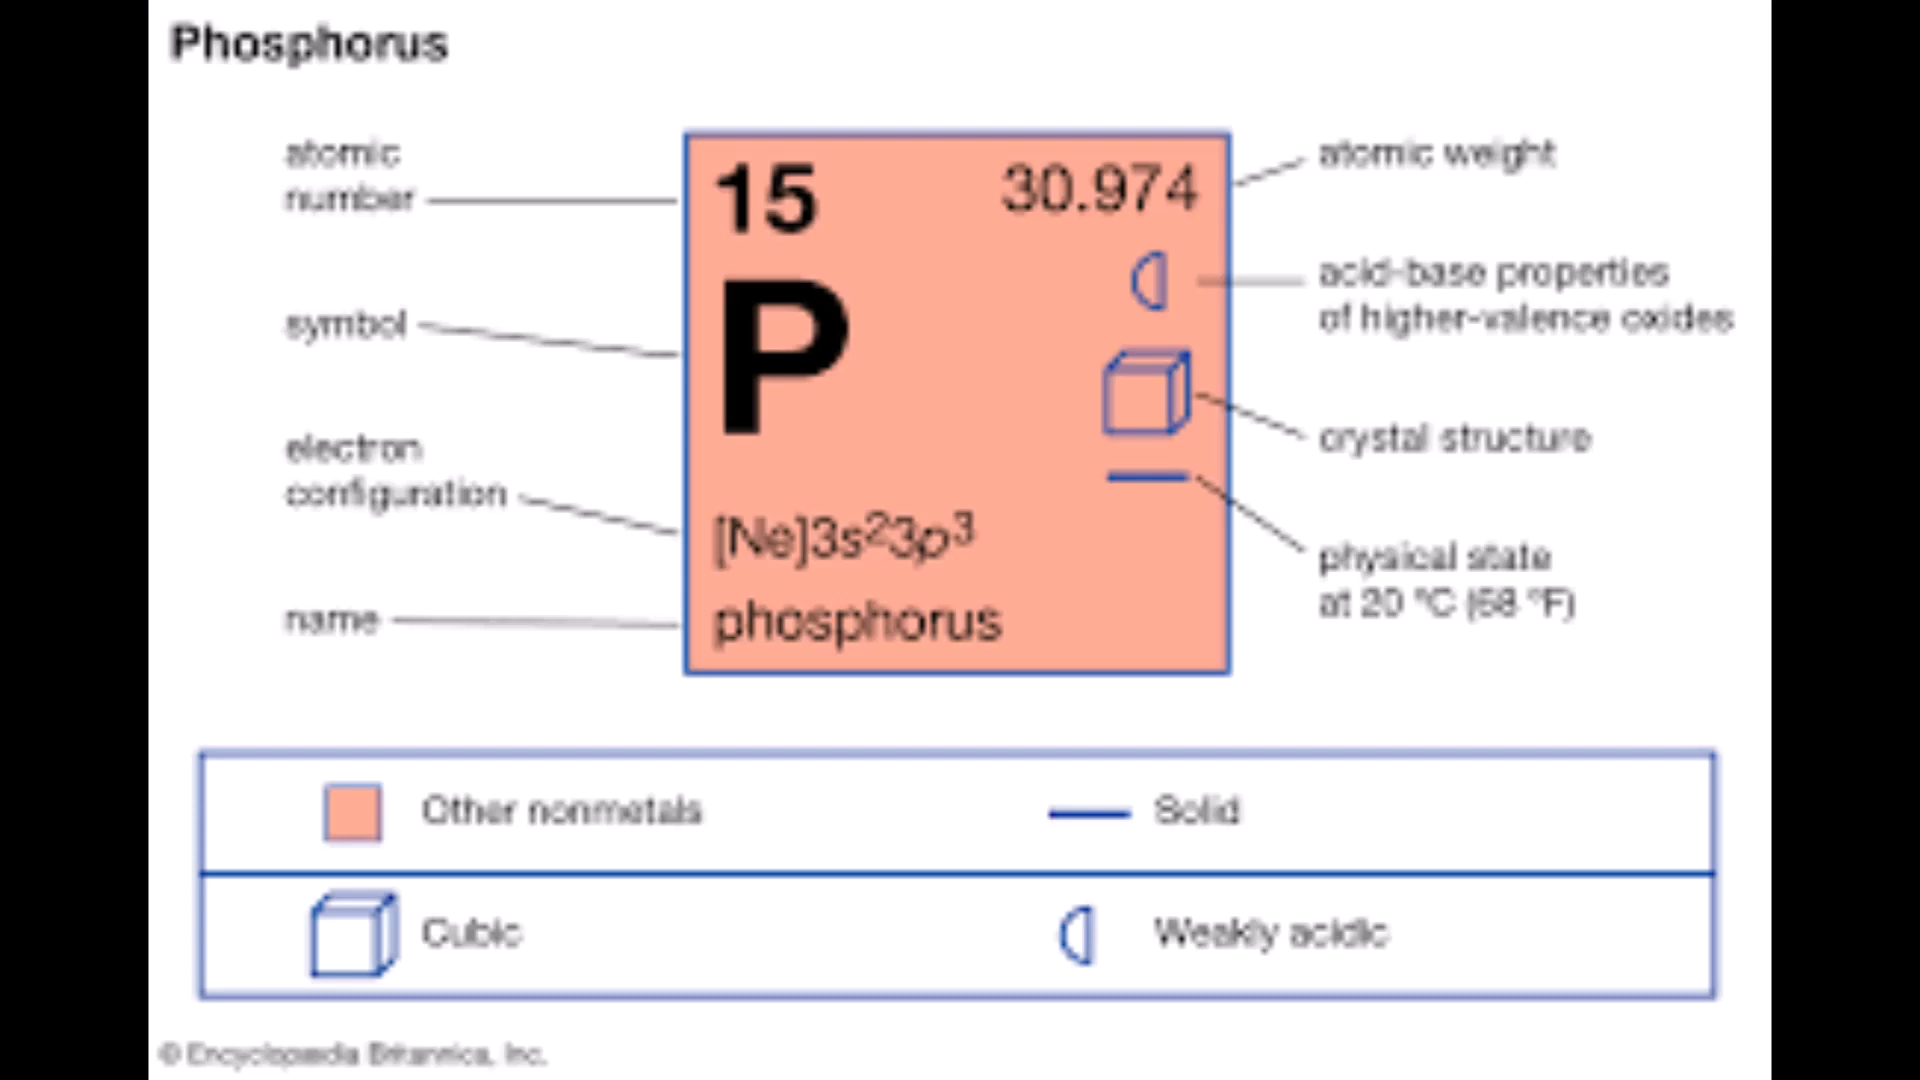 Phosphorus
atomic
number
symbol
electron
configuration
name
15
30.974
P
[Ne]3s²3p³
phosphorus
atomic weight
acid-base properties
of higher-valence oxides
crystal structure
physical state
at 20 °C (68 °F)
Other nonmetals
Solid
Cubic
Weakly acidic
© Encyclopædia Britannica, Inc.